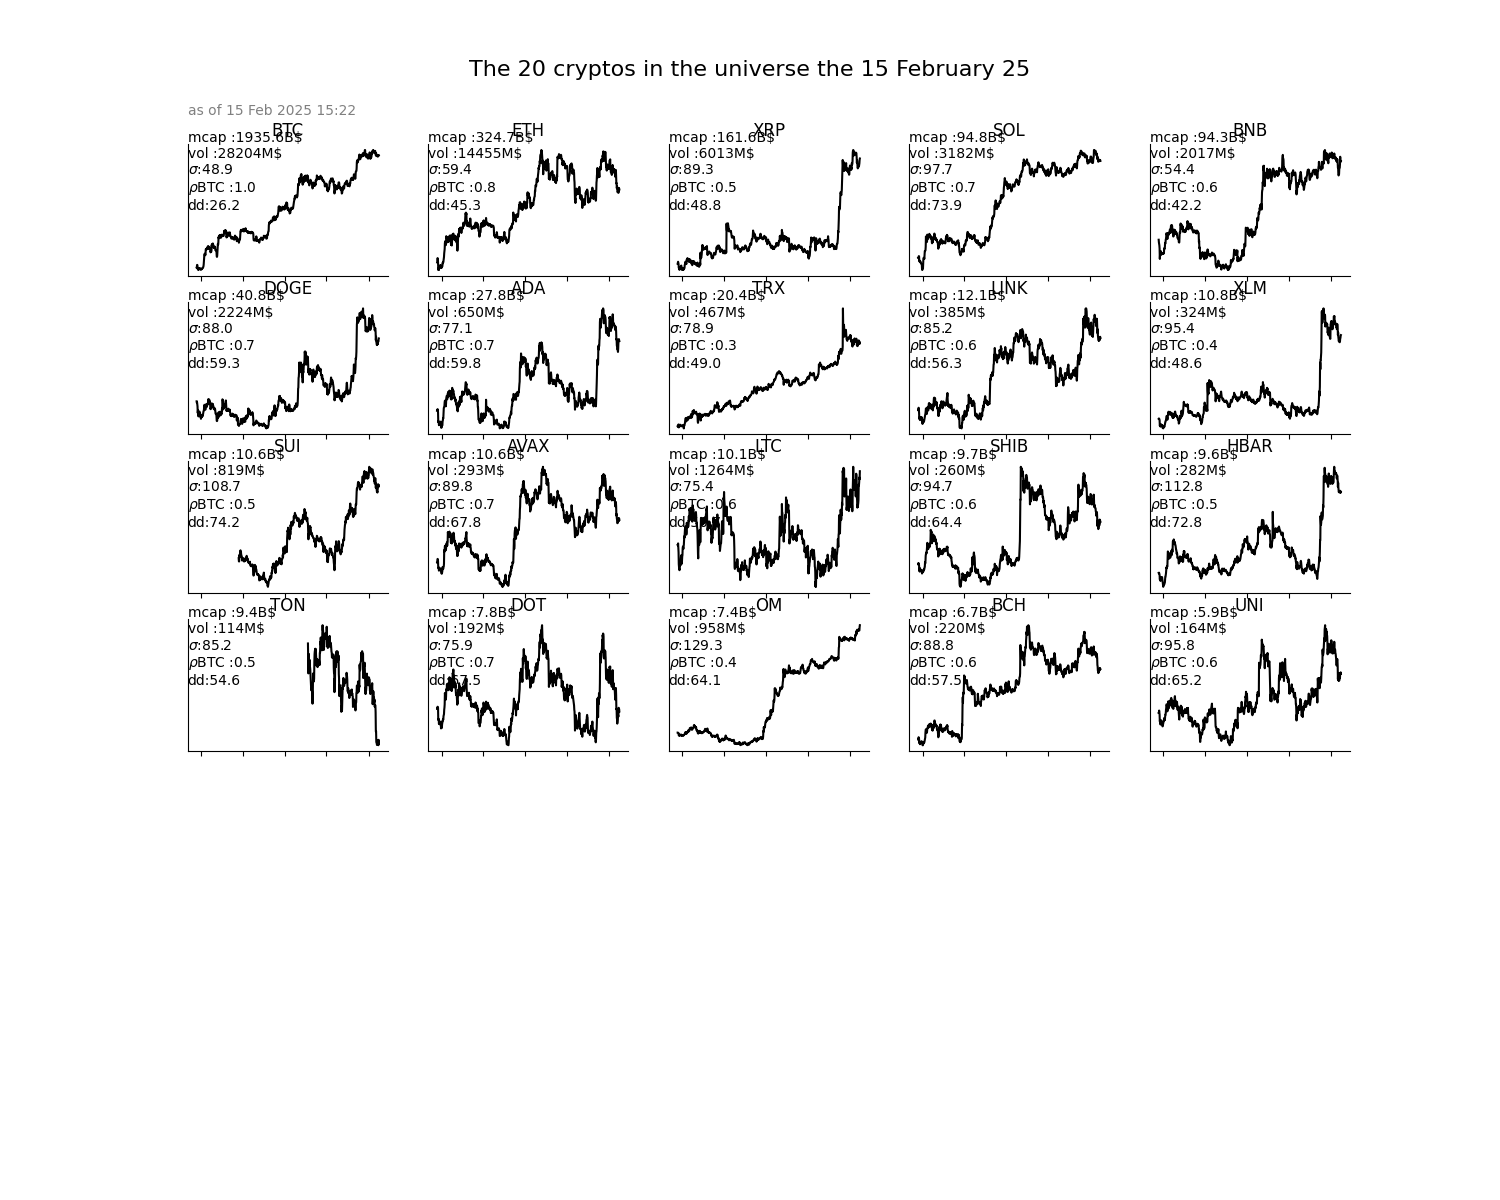 The 20 cryptos in the universe the 15 February 25
as of 15 Feb 2025 15:22
BTC
mcap :1935.6B$
vol :28204M$
σ:48.9
ρBTC :1.0
dd:26.2
ETH
mcap :324.7B$
vol :14455M$
σ:59.4
ρBTC :0.8
dd:45.3
XRP
mcap :161.6B$
vol :6013M$
σ:89.3
ρBTC :0.5
dd:48.8
SOL
mcap :94.8B$
vol :3182M$
σ:97.7
ρBTC :0.7
dd:73.9
BNB
mcap :94.3B$
vol :2017M$
σ:54.4
ρBTC :0.6
dd:42.2
DOGE
mcap :40.8B$
vol :2224M$
σ:88.0
ρBTC :0.7
dd:59.3
ADA
mcap :27.8B$
vol :650M$
σ:77.1
ρBTC :0.7
dd:59.8
TRX
mcap :20.4B$
vol :467M$
σ:78.9
ρBTC :0.3
dd:49.0
LINK
mcap :12.1B$
vol :385M$
σ:85.2
ρBTC :0.6
dd:56.3
XLM
mcap :10.8B$
vol :324M$
σ:95.4
ρBTC :0.4
dd:48.6
SUI
mcap :10.6B$
vol :819M$
σ:108.7
ρBTC :0.5
dd:74.2
AVAX
mcap :10.6B$
vol :293M$
σ:89.8
ρBTC :0.7
dd:67.8
LTC
mcap :10.1B$
vol :1264M$
σ:75.4
ρBTC :0.6
SHIB
mcap :9.7B$
vol :260M$
σ:94.7
ρBTC :0.6
dd:64.4
HBAR
mcap :9.6B$
vol :282M$
σ:112.8
ρBTC :0.5
dd:72.8
TON
mcap :9.4B$
vol :114M$
σ:85.2
ρBTC :0.5
dd:54.6
DOT
mcap :7.8B$
vol :192M$
σ:75.9
ρBTC :0.7
dd:67.5
OM
mcap :7.4B$
vol :958M$
σ:129.3
ρBTC :0.4
dd:64.1
BCH
mcap :6.7B$
vol :220M$
σ:88.8
ρBTC :0.6
dd:57.5
UNI
mcap :5.9B$
vol :164M$
σ:95.8
ρBTC :0.6
dd:65.2